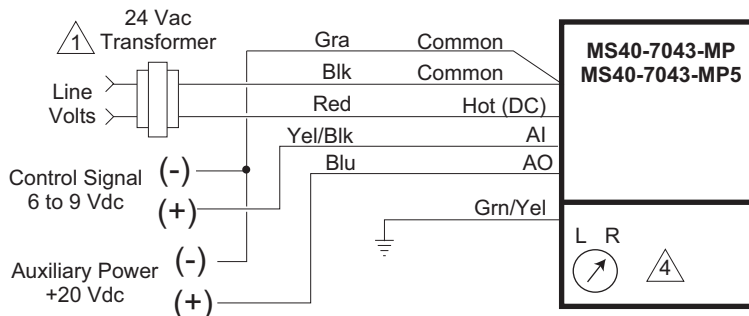 24 Vac
Transformer
1
Line
Volts
Gra Common
Blk Common
Red Hot (DC)
Yel/Blk AI
Blu AO
Grn/Yel
Control Signal
6 to 9 Vdc
(-)
(+)
Auxiliary Power
+20 Vdc
(-)
(+)
MS40-7043-MP
MS40-7043-MP5
L R
4